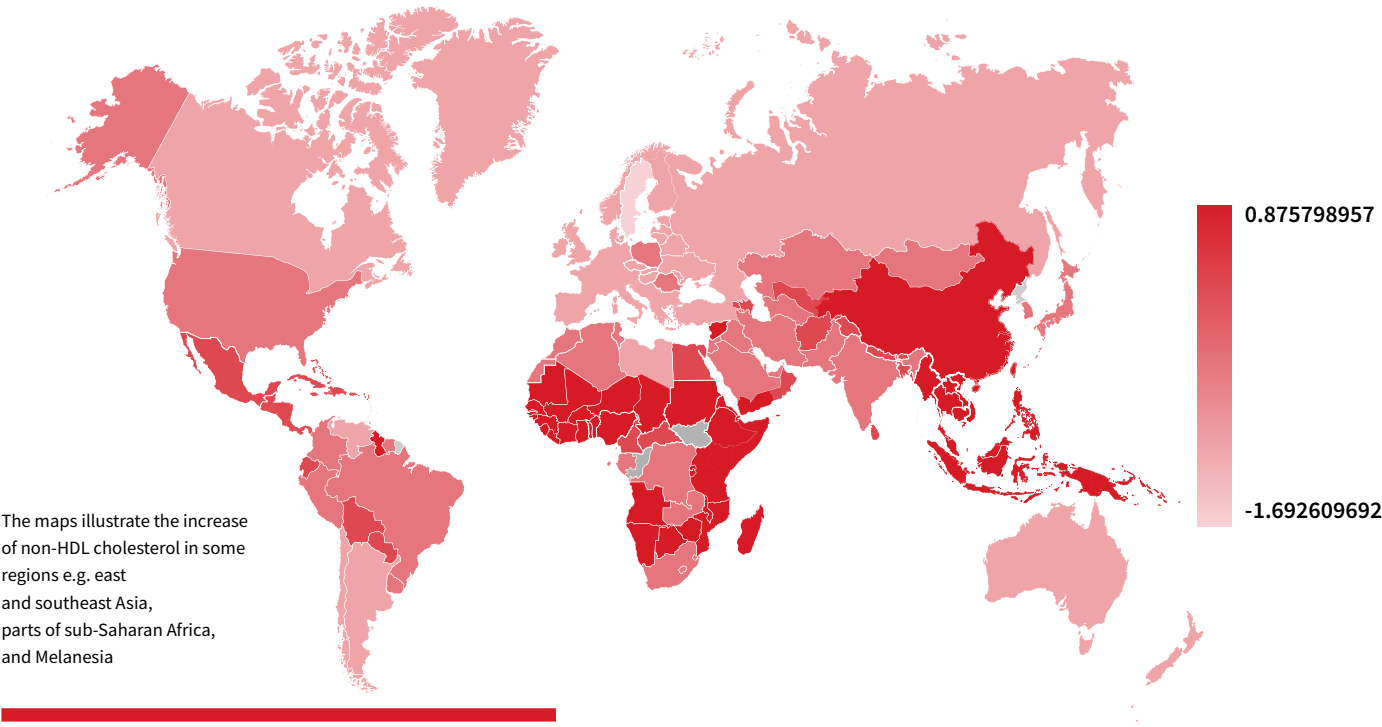 0.875798957
-1.692609692
The maps illustrate the increase
of non-HDL cholesterol in some
regions e.g. east
and southeast Asia,
parts of sub-Saharan Africa,
and Melanesia